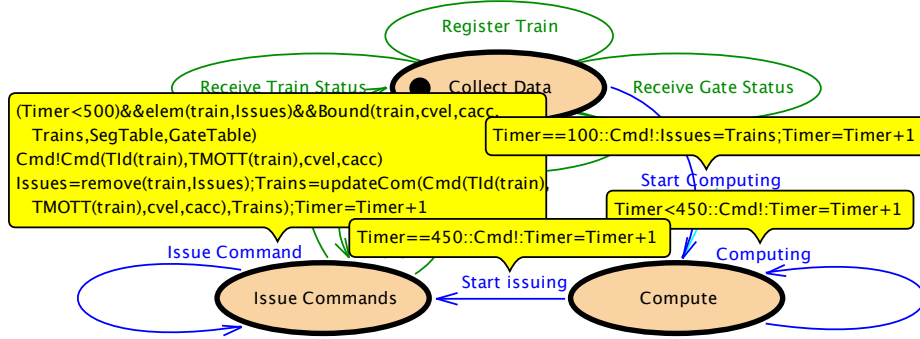 Register Train
Receive Train Status
Collect Data
Receive Gate Status
(Timer<500)&&elem(train,Issues)&&Bound(train,cvel,cacc,
Trains,SegTable,GateTable)
Cmd!Cmd(TId(train),TMOTT(train),cvel,cacc)
Issues=remove(train,Issues);Trains=updateCom(Cmd(TId(train),
TMOTT(train),cvel,cacc),Trains);Timer=Timer+1
Timer==100::Cmd!:Issues=Trains;Timer=Timer+1
Start Computing
Timer<450::Cmd!:Timer=Timer+1
Timer==450::Cmd!:Timer=Timer+1
Issue Command
Computing
Start issuing
Issue Commands
Compute